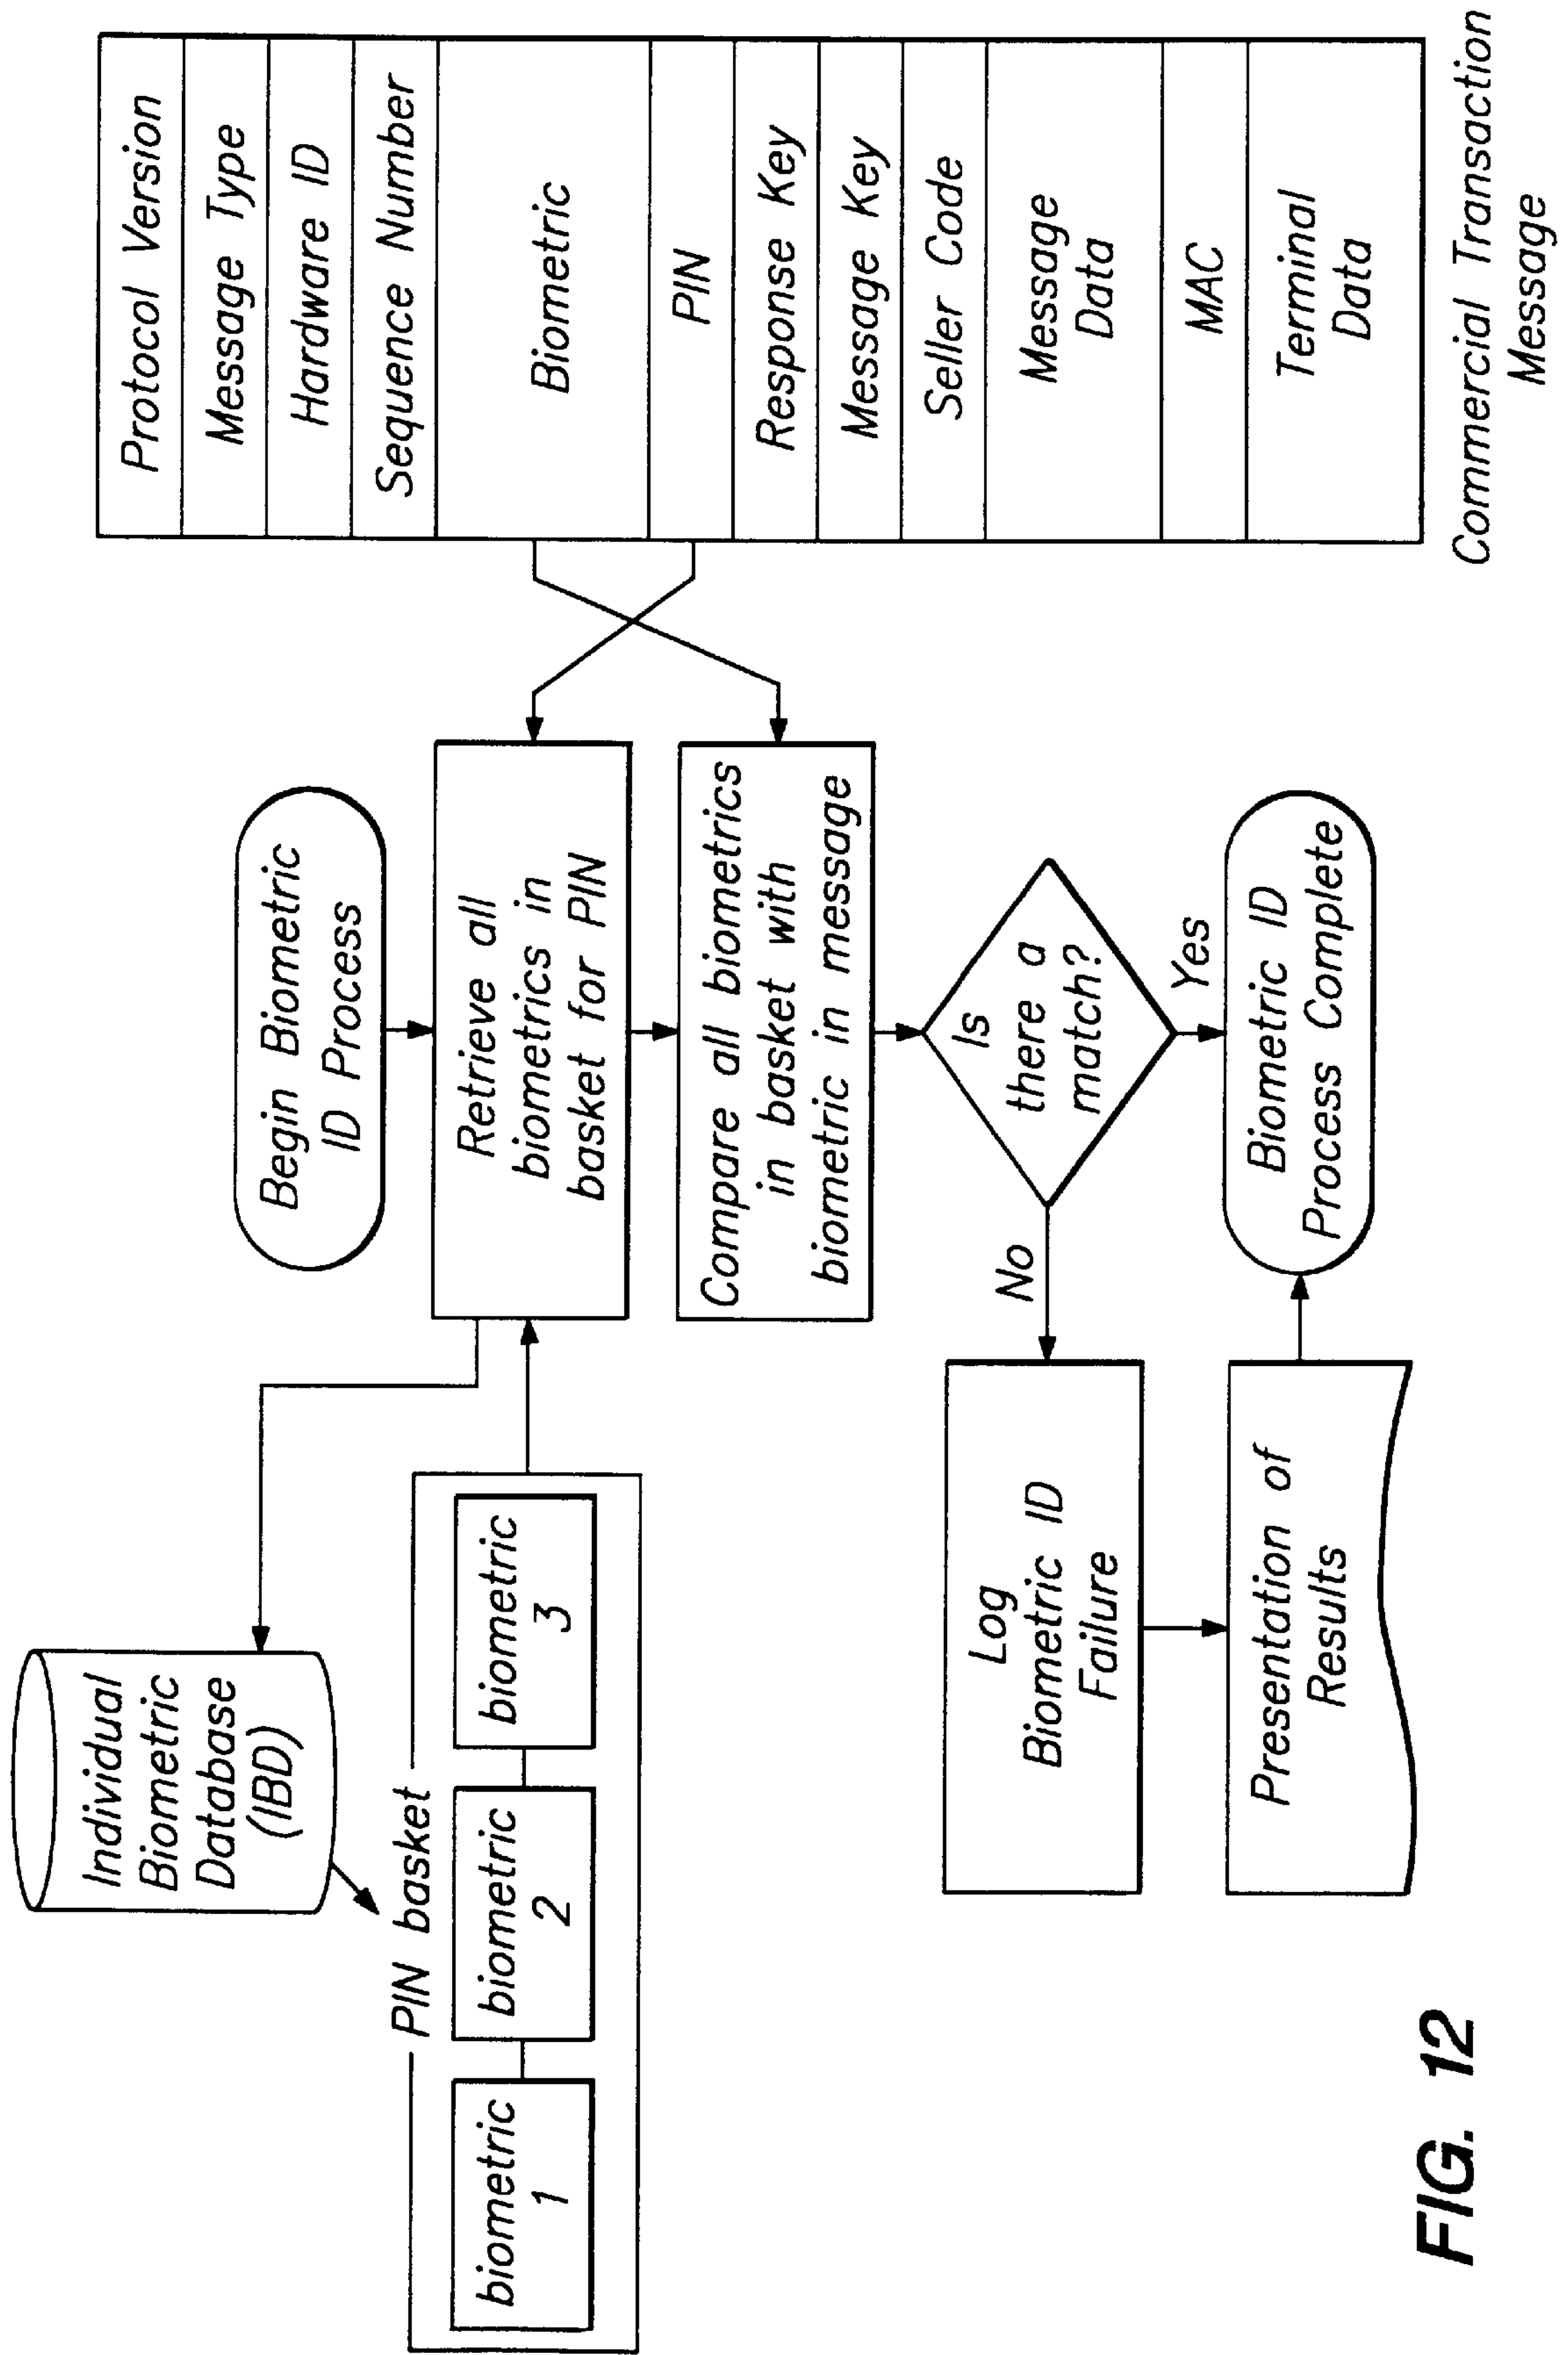 Individual
Biometric
Database
(IBD)
PIN basket
biometric
1
biometric
2
biometric
3
Begin Biometric
ID Process
Retrieve all
biometrics in
basket for PIN
Compare all biometrics
in basket with
biometric in message
Is
there a
match?
No
Yes
Log
Biometric ID
Failure
Presentation of
Results
Biometric ID
Process Complete
Protocol Version
Message Type
Hardware ID
Sequence Number
Biometric
PIN
Response Key
Message Key
Seller Code
Message
Data
MAC
Terminal
Data
Commercial Transaction
Message
FIG. 12